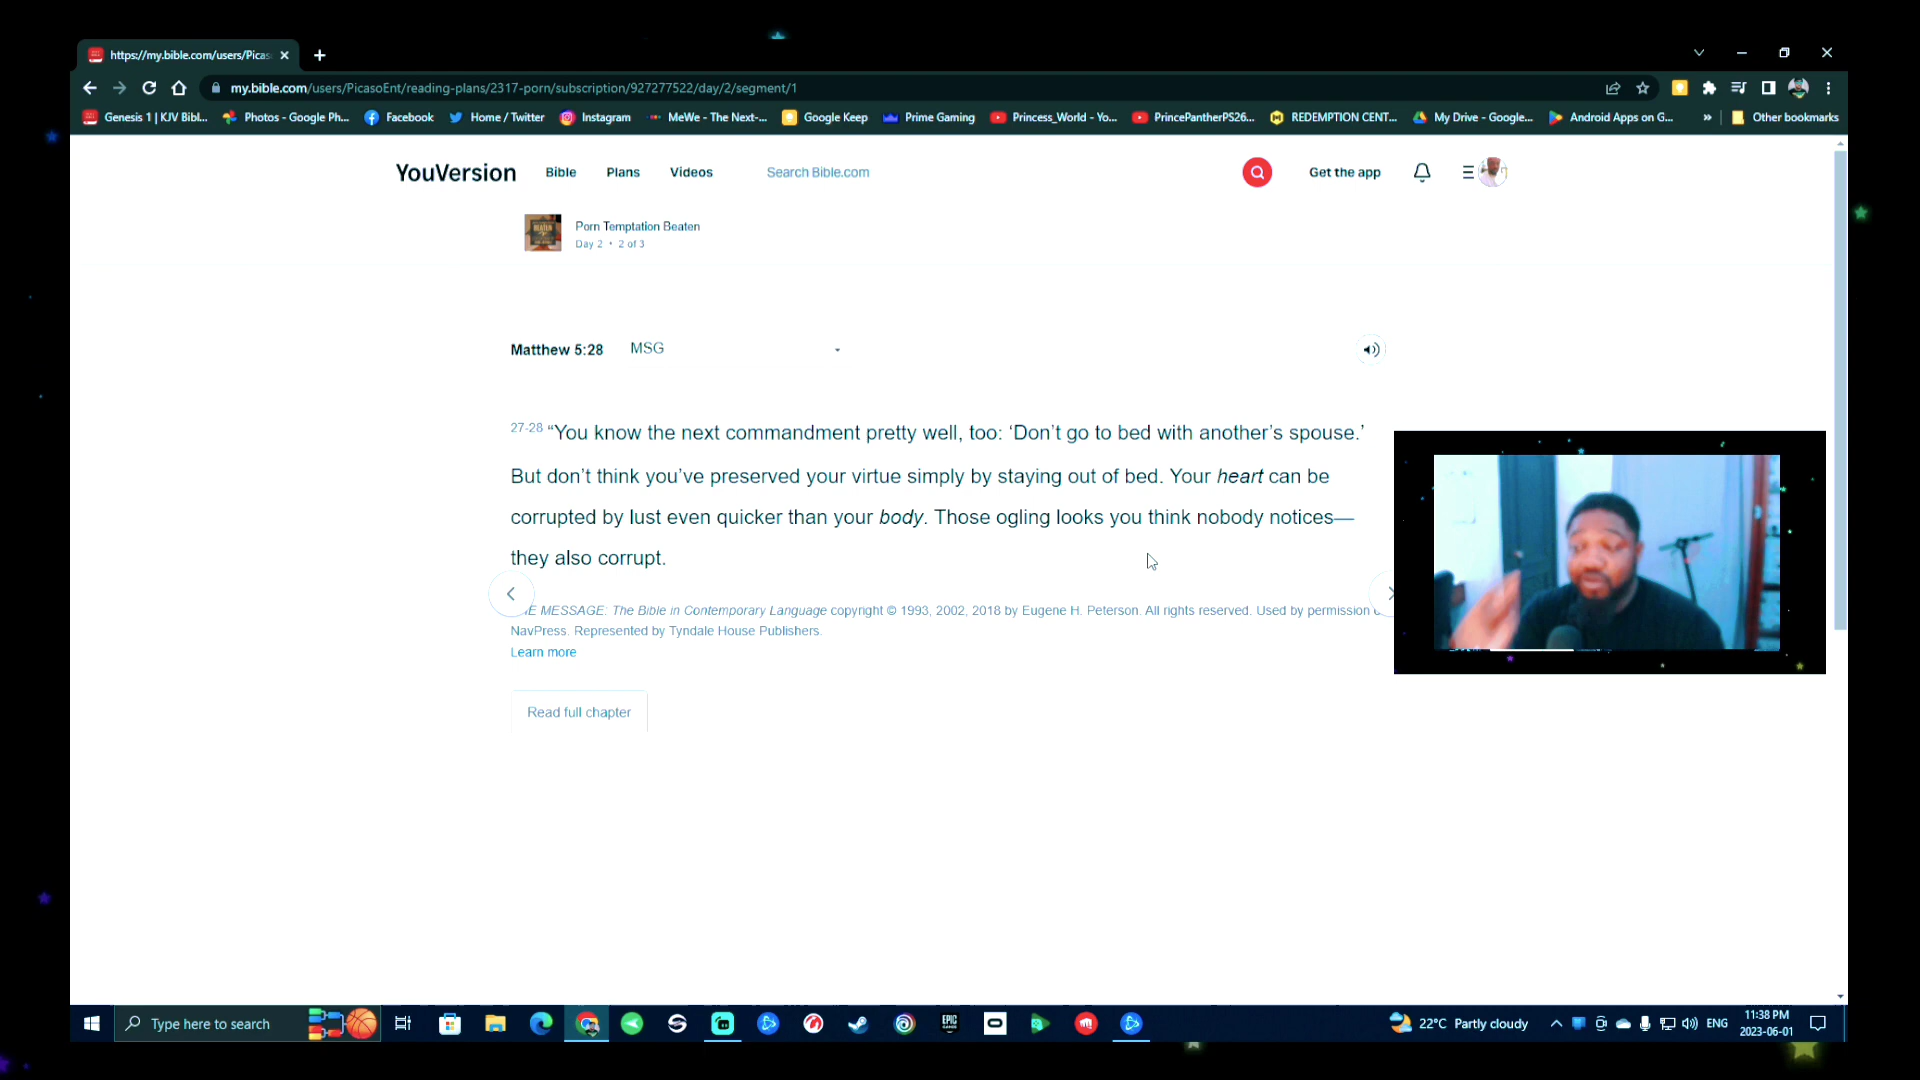 https://my.bible.com/users/Picas
my.bible.com/users/PicasoEnt/reading-plans/2317-porn/subscription/927277522/day/2/segment/1
Genesis 1 | KJV Bibl... Photos - Google Ph... Facebook Home / Twitter Instagram MeWe - The Next-... Google Keep Prime Gaming Princess_World - Yo... PrincePantherPS26... REDEMPTION CENT... My Drive - Google... Android Apps on G... » Other bookmarks
YouVersion Bible Plans Videos Search Bible.com Get the app
Porn Temptation Beaten
Day 2 • 2 of 3
Matthew 5:28 MSG
27-28 “You know the next commandment pretty well, too: ‘Don’t go to bed with another’s spouse.’
But don’t think you’ve preserved your virtue simply by staying out of bed. Your heart can be
corrupted by lust even quicker than your body. Those ogling looks you think nobody notices—
they also corrupt.
E MESSAGE: The Bible in Contemporary Language copyright © 1993, 2002, 2018 by Eugene H. Peterson. All rights reserved. Used by permission
NavPress. Represented by Tyndale House Publishers.
Learn more
Read full chapter
Type here to search
EPIC
22°C Partly cloudy
ENG
11:38 PM
2023-06-01